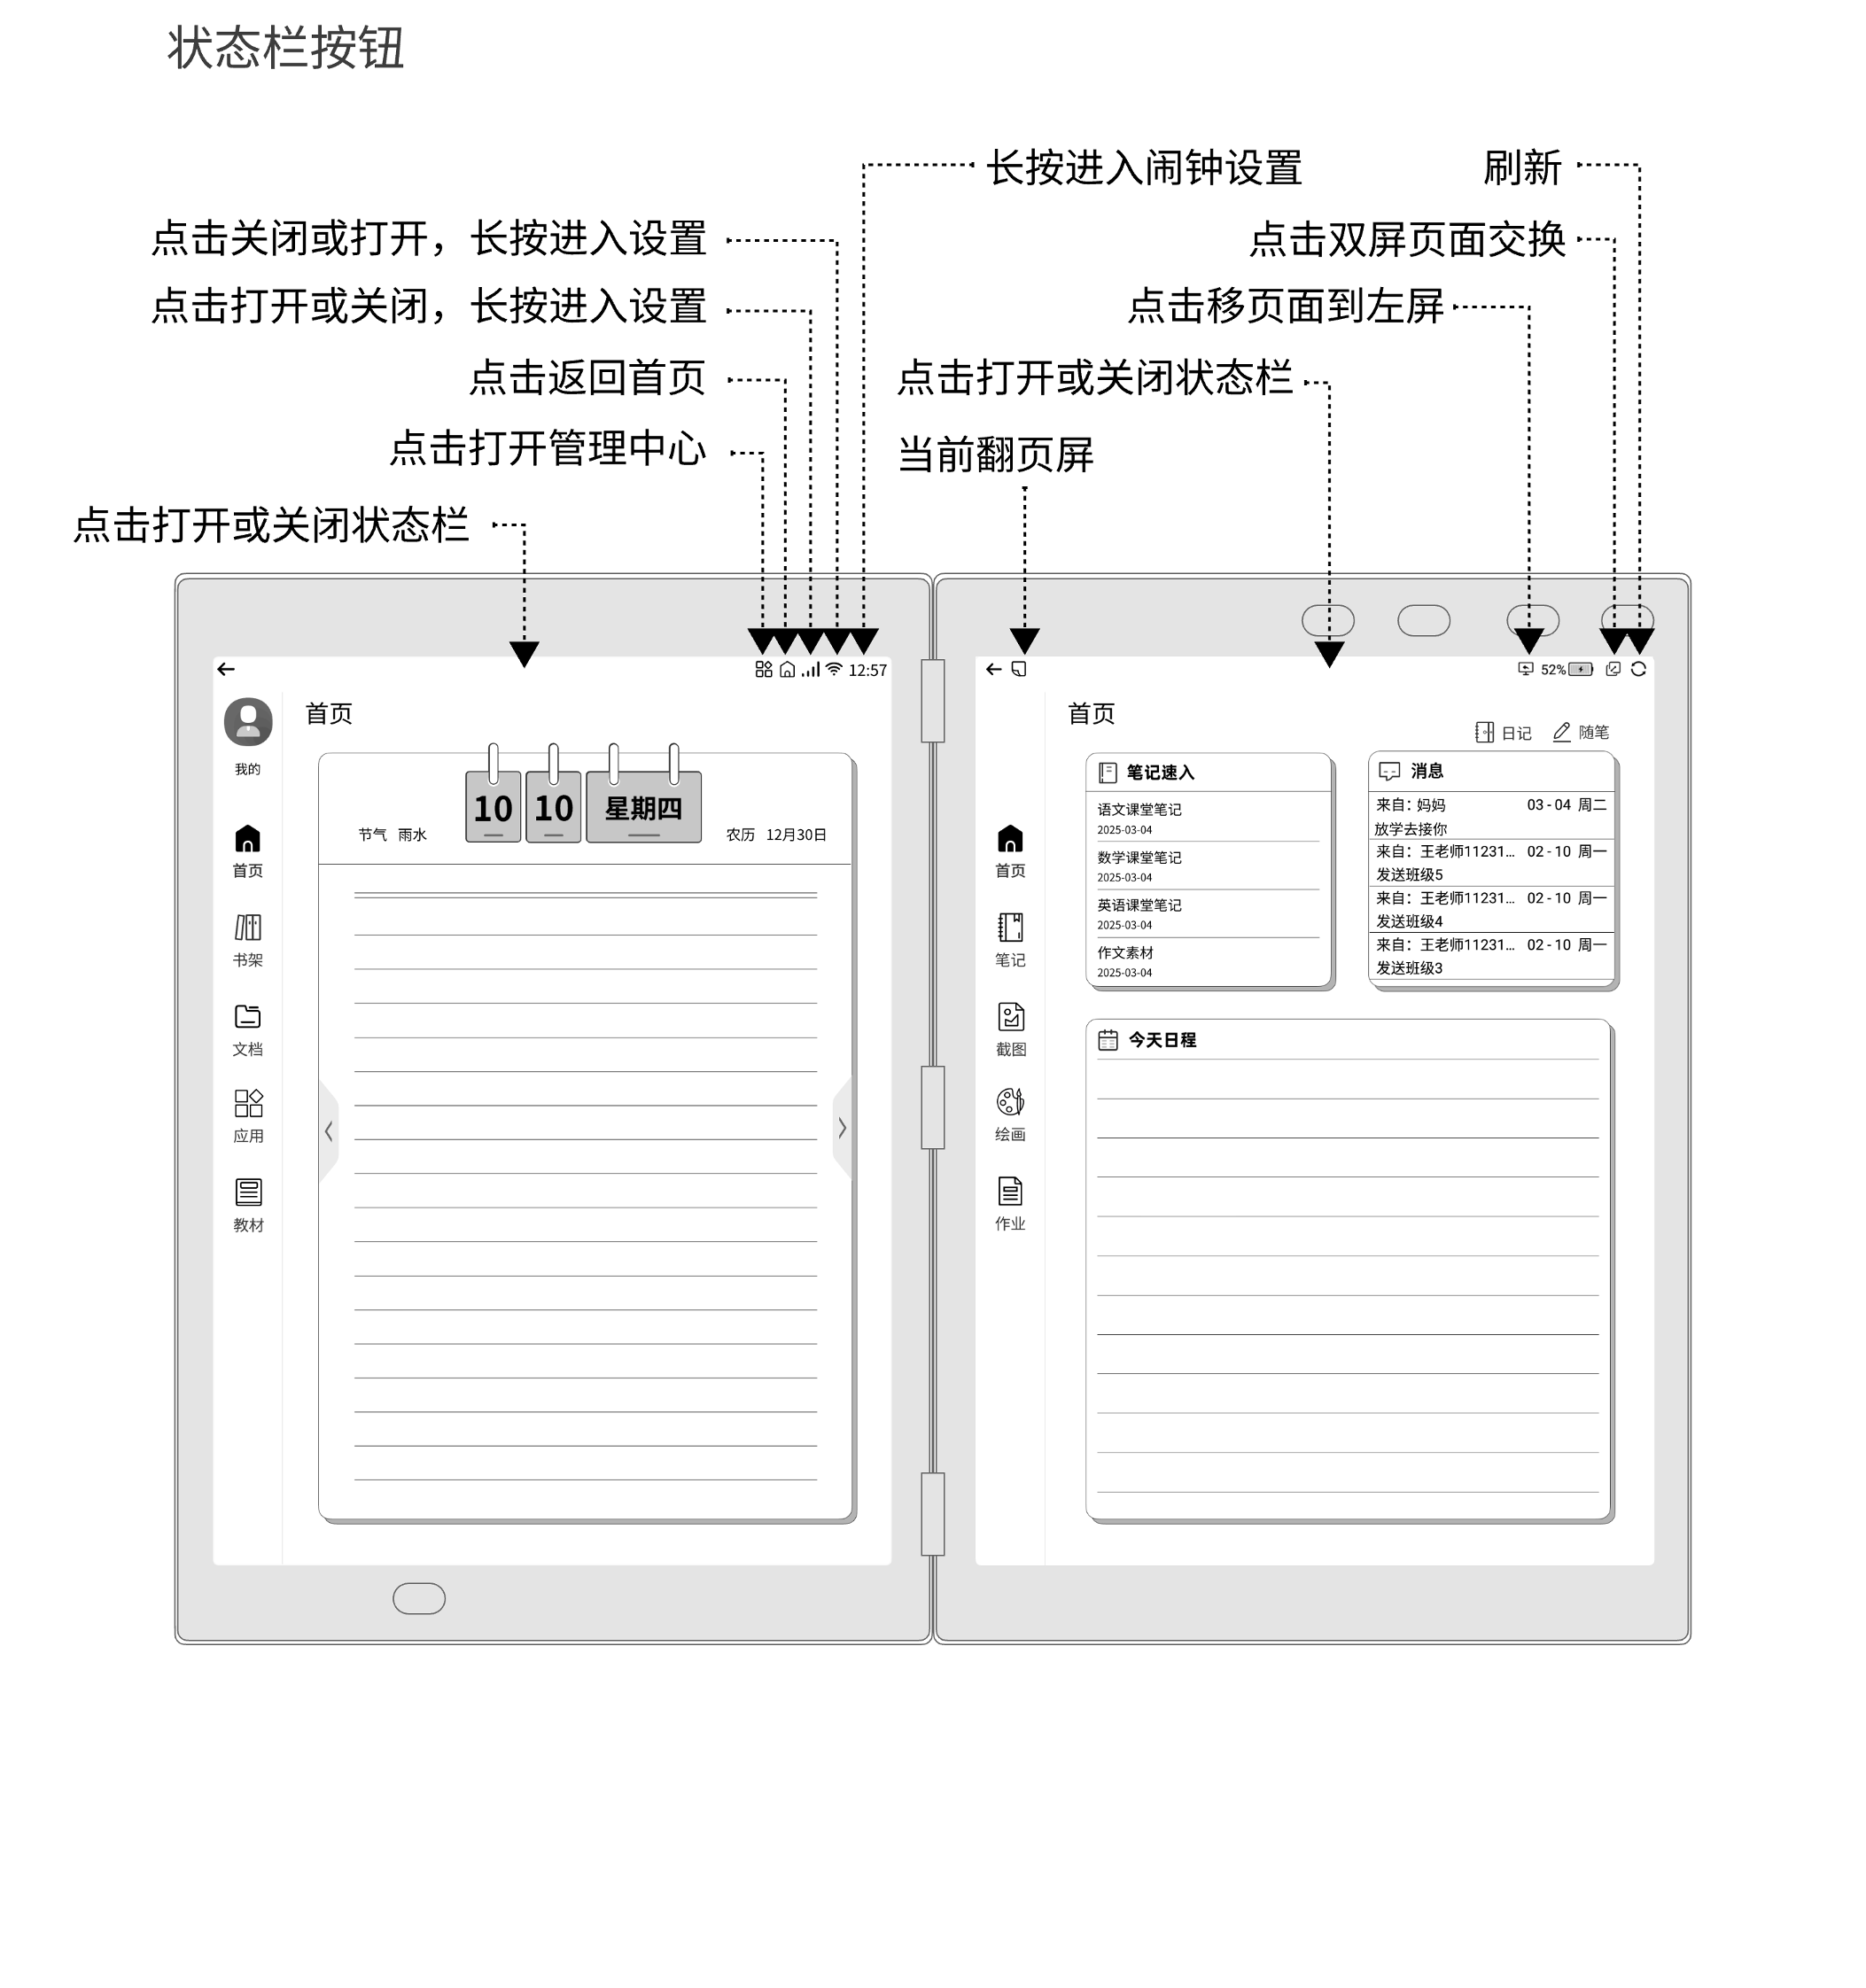 状态栏按钮
长按进入闹钟设置
刷新
点击关闭或打开，长按进入设置
点击双屏页面交换
点击打开或关闭，长按进入设置
点击移页面到左屏
点击返回首页
点击打开或关闭状态栏
点击打开管理中心
当前翻页屏
点击打开或关闭状态栏
12:57
我的
首页
书架
文档
应用
教材
首页
10
10
星期四
节气 雨水
农历 12月30日
52%
首页
笔记
截图
绘画
作业
首页
日记
随笔
笔记速入
语文课堂笔记
2025-03-04
数学课堂笔记
2025-03-04
英语课堂笔记
2025-03-04
作文素材
2025-03-04
消息
来自：妈妈 03-04 周二
放学去接你
来自：王老师11231... 02-10 周一
发送班级5
来自：王老师11231... 02-10 周一
发送班级4
来自：王老师11231... 02-10 周一
发送班级3
今天日程